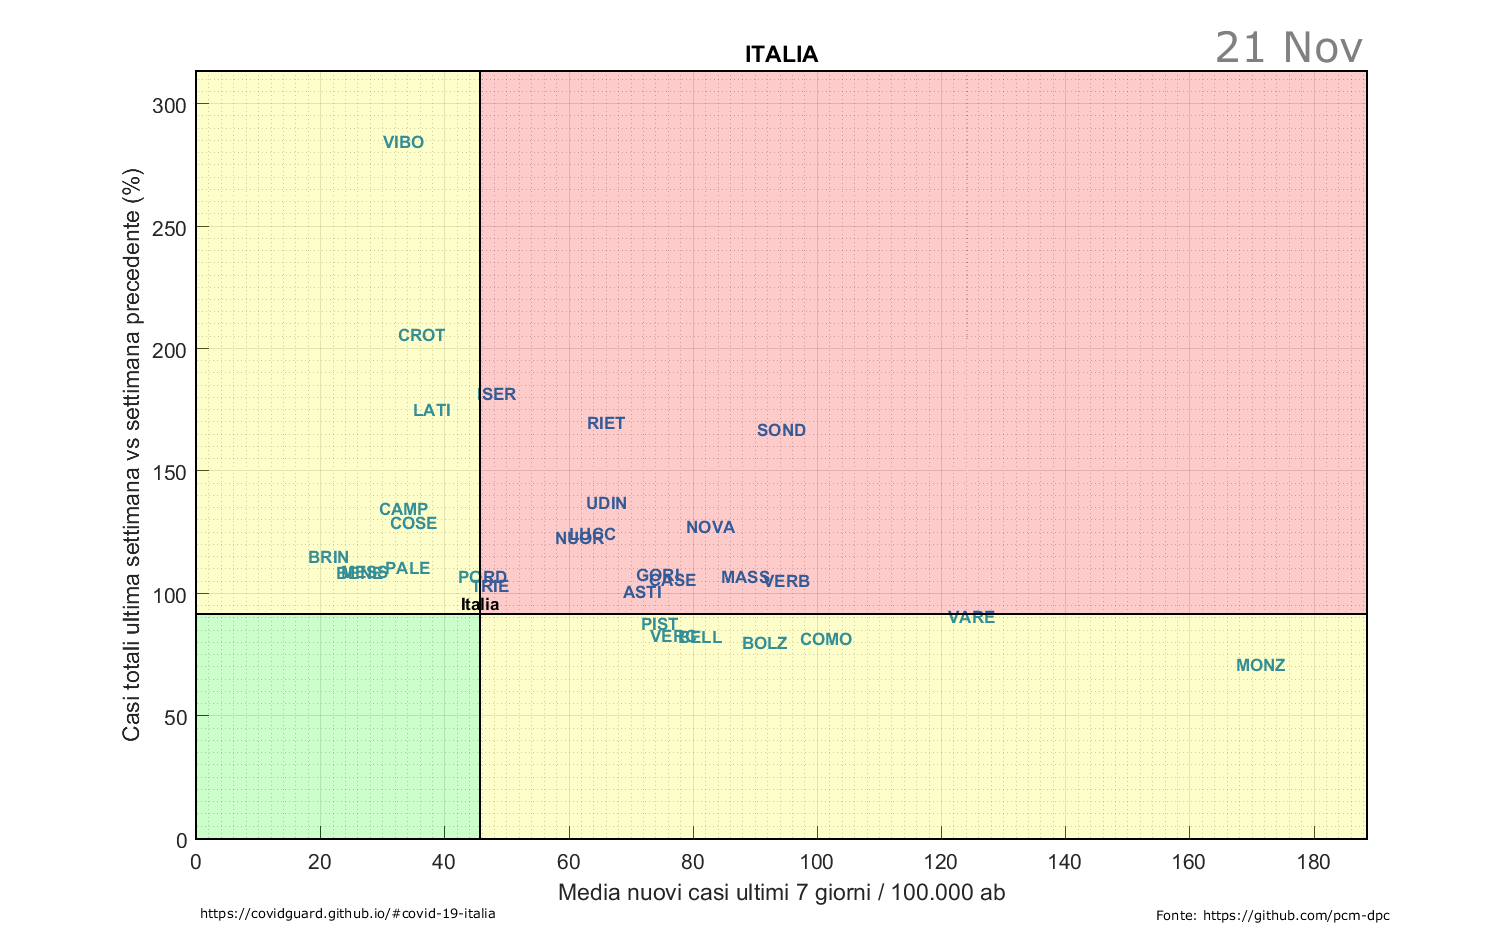 21 Nov
ITALIA
Casi totali ultima settimana vs settimana precedente (%)
300
250
200
150
100
50
0
VIBO
CROT
ISER
LATI
RIET
SOND
UDIN
CAMP
COSE
NOVA
LUCC
NUOR
BRIN
PALE
MESS
BENE
PORD
TRIE
GORI
CASE
MASS
VERB
ASTI
Italia
VARE
PIST
VERC
BELL
COMO
BOLZ
MONZ
0 20 40 60 80 100 120 140 160 180
Media nuovi casi ultimi 7 giorni / 100.000 ab
https://covidguard.github.io/#covid-19-italia
Fonte: https://github.com/pcm-dpc